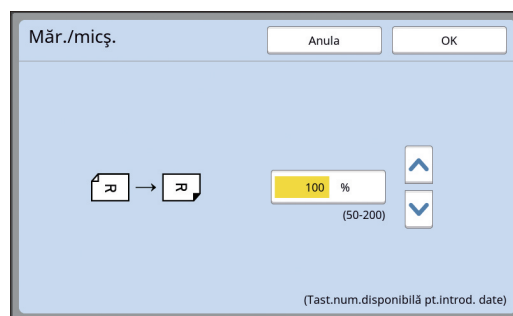 Măr./micş.
Anula
OK
R → R
100 %
(50-200)
(Tast.num.disponibilă pt.introd. date)